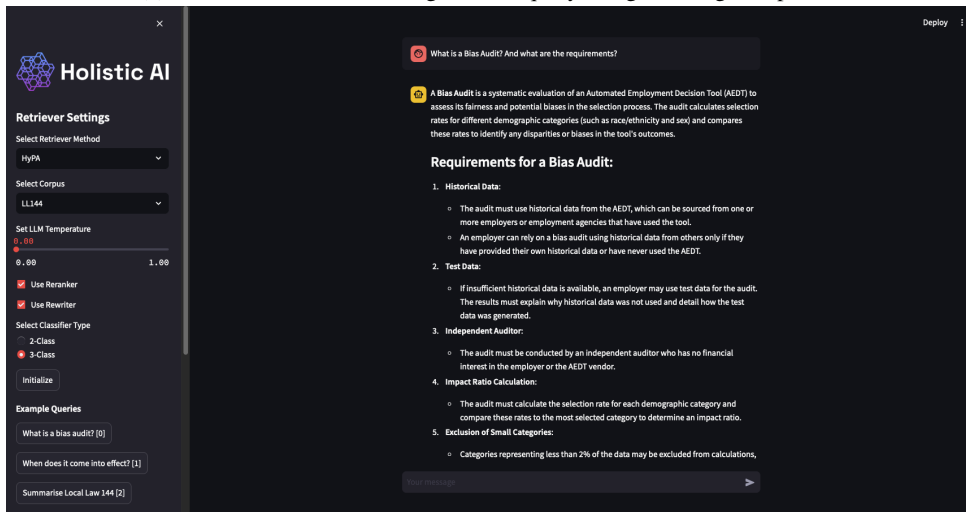 ×
Holistic AI
Retriever Settings
Select Retriever Method
HyPA
Select Corpus
LL144
Set LLM Temperature
0.00
0.00 1.00
Use Reranker
Use Rewriter
Select Classifier Type
2-Class
3-Class
Initialize
Example Queries
What is a bias audit? [0]
When does it come into effect? [1]
Summarise Local Law 144 [2]
Deploy
What is a Bias Audit? And what are the requirements?
A Bias Audit is a systematic evaluation of an Automated Employment Decision Tool (AEDT) to
assess its fairness and potential biases in the selection process. The audit calculates selection
rates for different demographic categories (such as race/ethnicity and sex) and compares
these rates to identify any disparities or biases in the tool's outcomes.
Requirements for a Bias Audit:
1. Historical Data:
The audit must use historical data from the AEDT, which can be sourced from one or
more employers or employment agencies that have used the tool.
An employer can rely on a bias audit using historical data from others only if they
have provided their own historical data or have never used the AEDT.
2. Test Data:
If insufficient historical data is available, an employer may use test data for the audit.
The results must explain why historical data was not used and detail how the test
data was generated.
3. Independent Auditor:
The audit must be conducted by an independent auditor who has no financial
interest in the employer or the AEDT vendor.
4. Impact Ratio Calculation:
The audit must calculate the selection rate for each demographic category and
compare these rates to the most selected category to determine an impact ratio.
5. Exclusion of Small Categories:
Categories representing less than 2% of the data may be excluded from calculations,
Your message